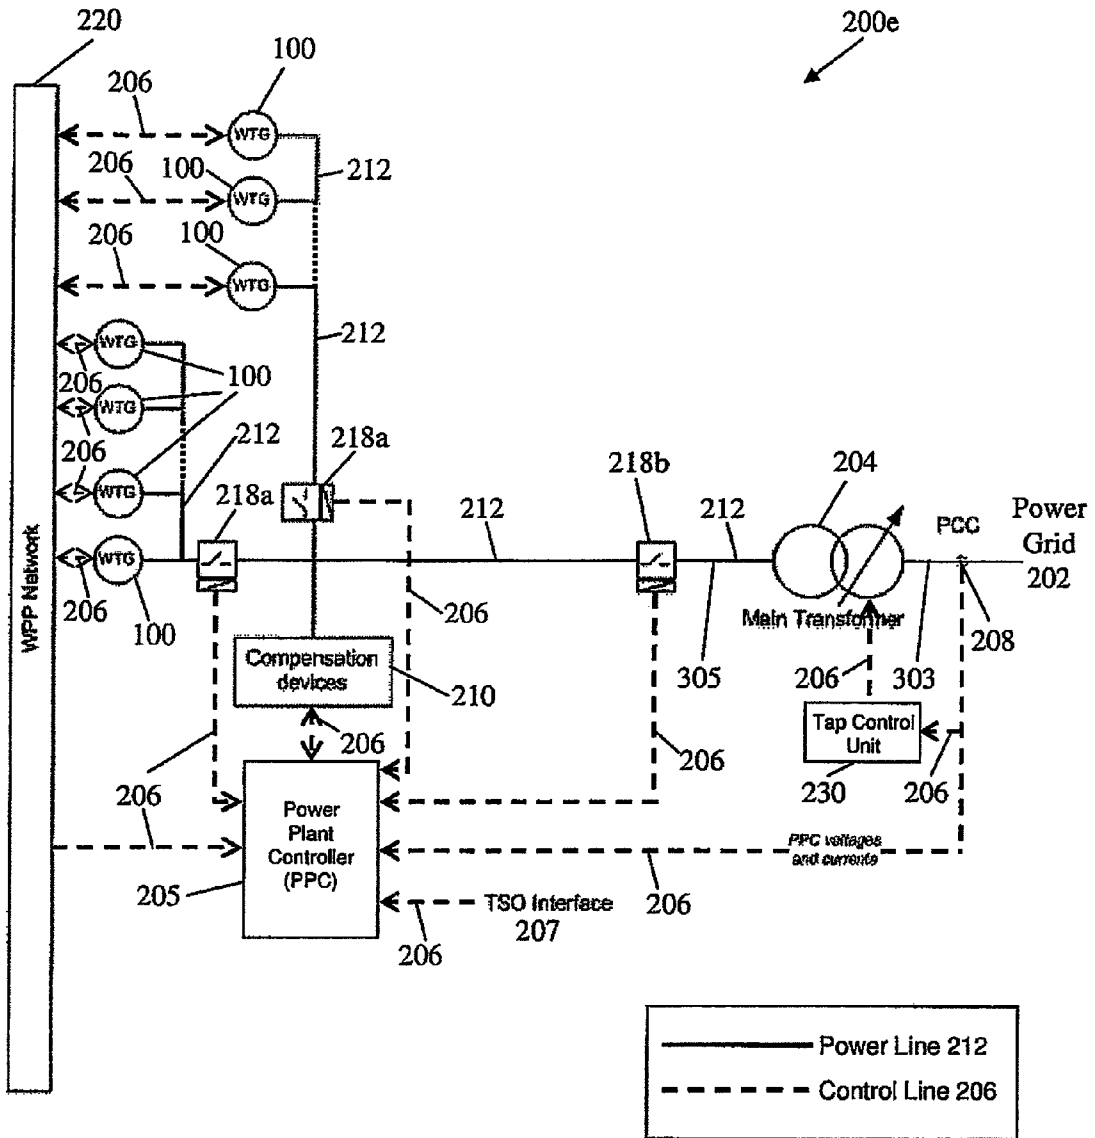 220
200e
100
206
WTG
206
100
212
WTG
206
100
WTG
212
WTG
206
100
WTG
206
212
218a
WTG
218a
218b
204
212
212
PCC
Power
Grid
202
WTG
206
100
206
Main Transformer
208
WPP Network
Compensation
devices
210
305
206
303
206
206
Tap Control
Unit
206
230
206
206
Power
Plant
Controller
(PPC)
PPC voltages
and currents
205
206
TSO Interface
207
206
Power Line 212
Control Line 206